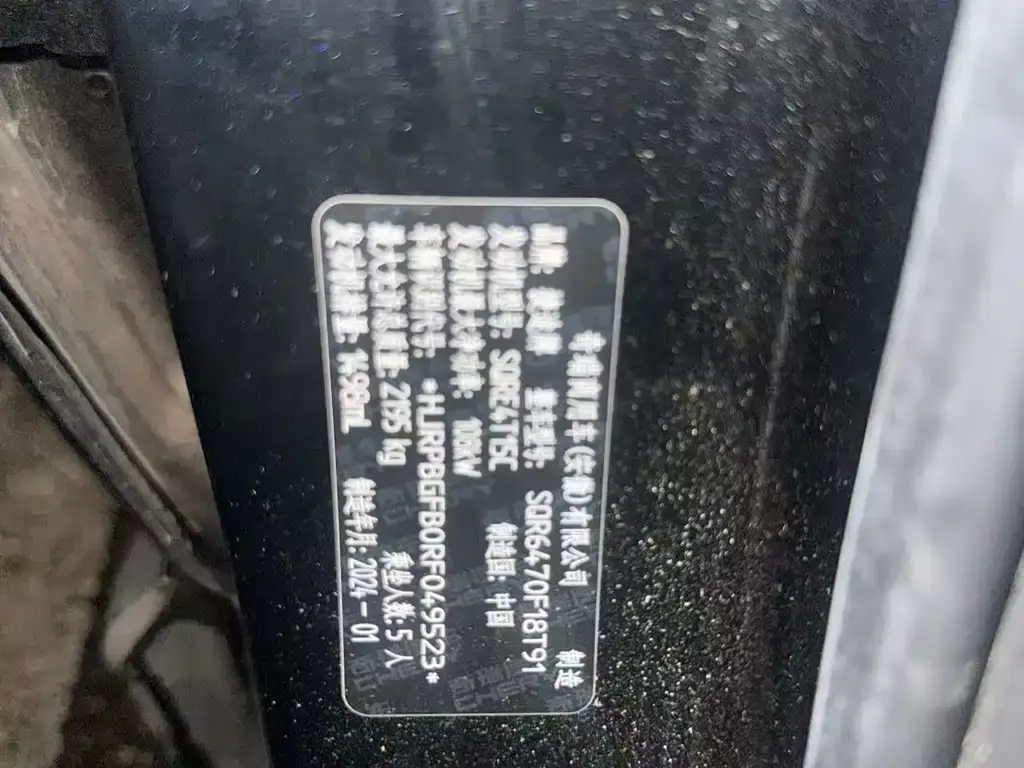 奇瑞商用车(安徽)有限公司 制造
品牌: 捷途牌 整车型号: SQR6470F18T91
发动机型号: SQRE4T15C 制造国: 中国
发动机最大净功率: 108KW
车辆识别代号: *HJRPBGFB0RF049523*
最大允许总质量: 2195 kg 乘坐人数: 5 人
发动机排量: 1498mL 制造年月: 2024-01